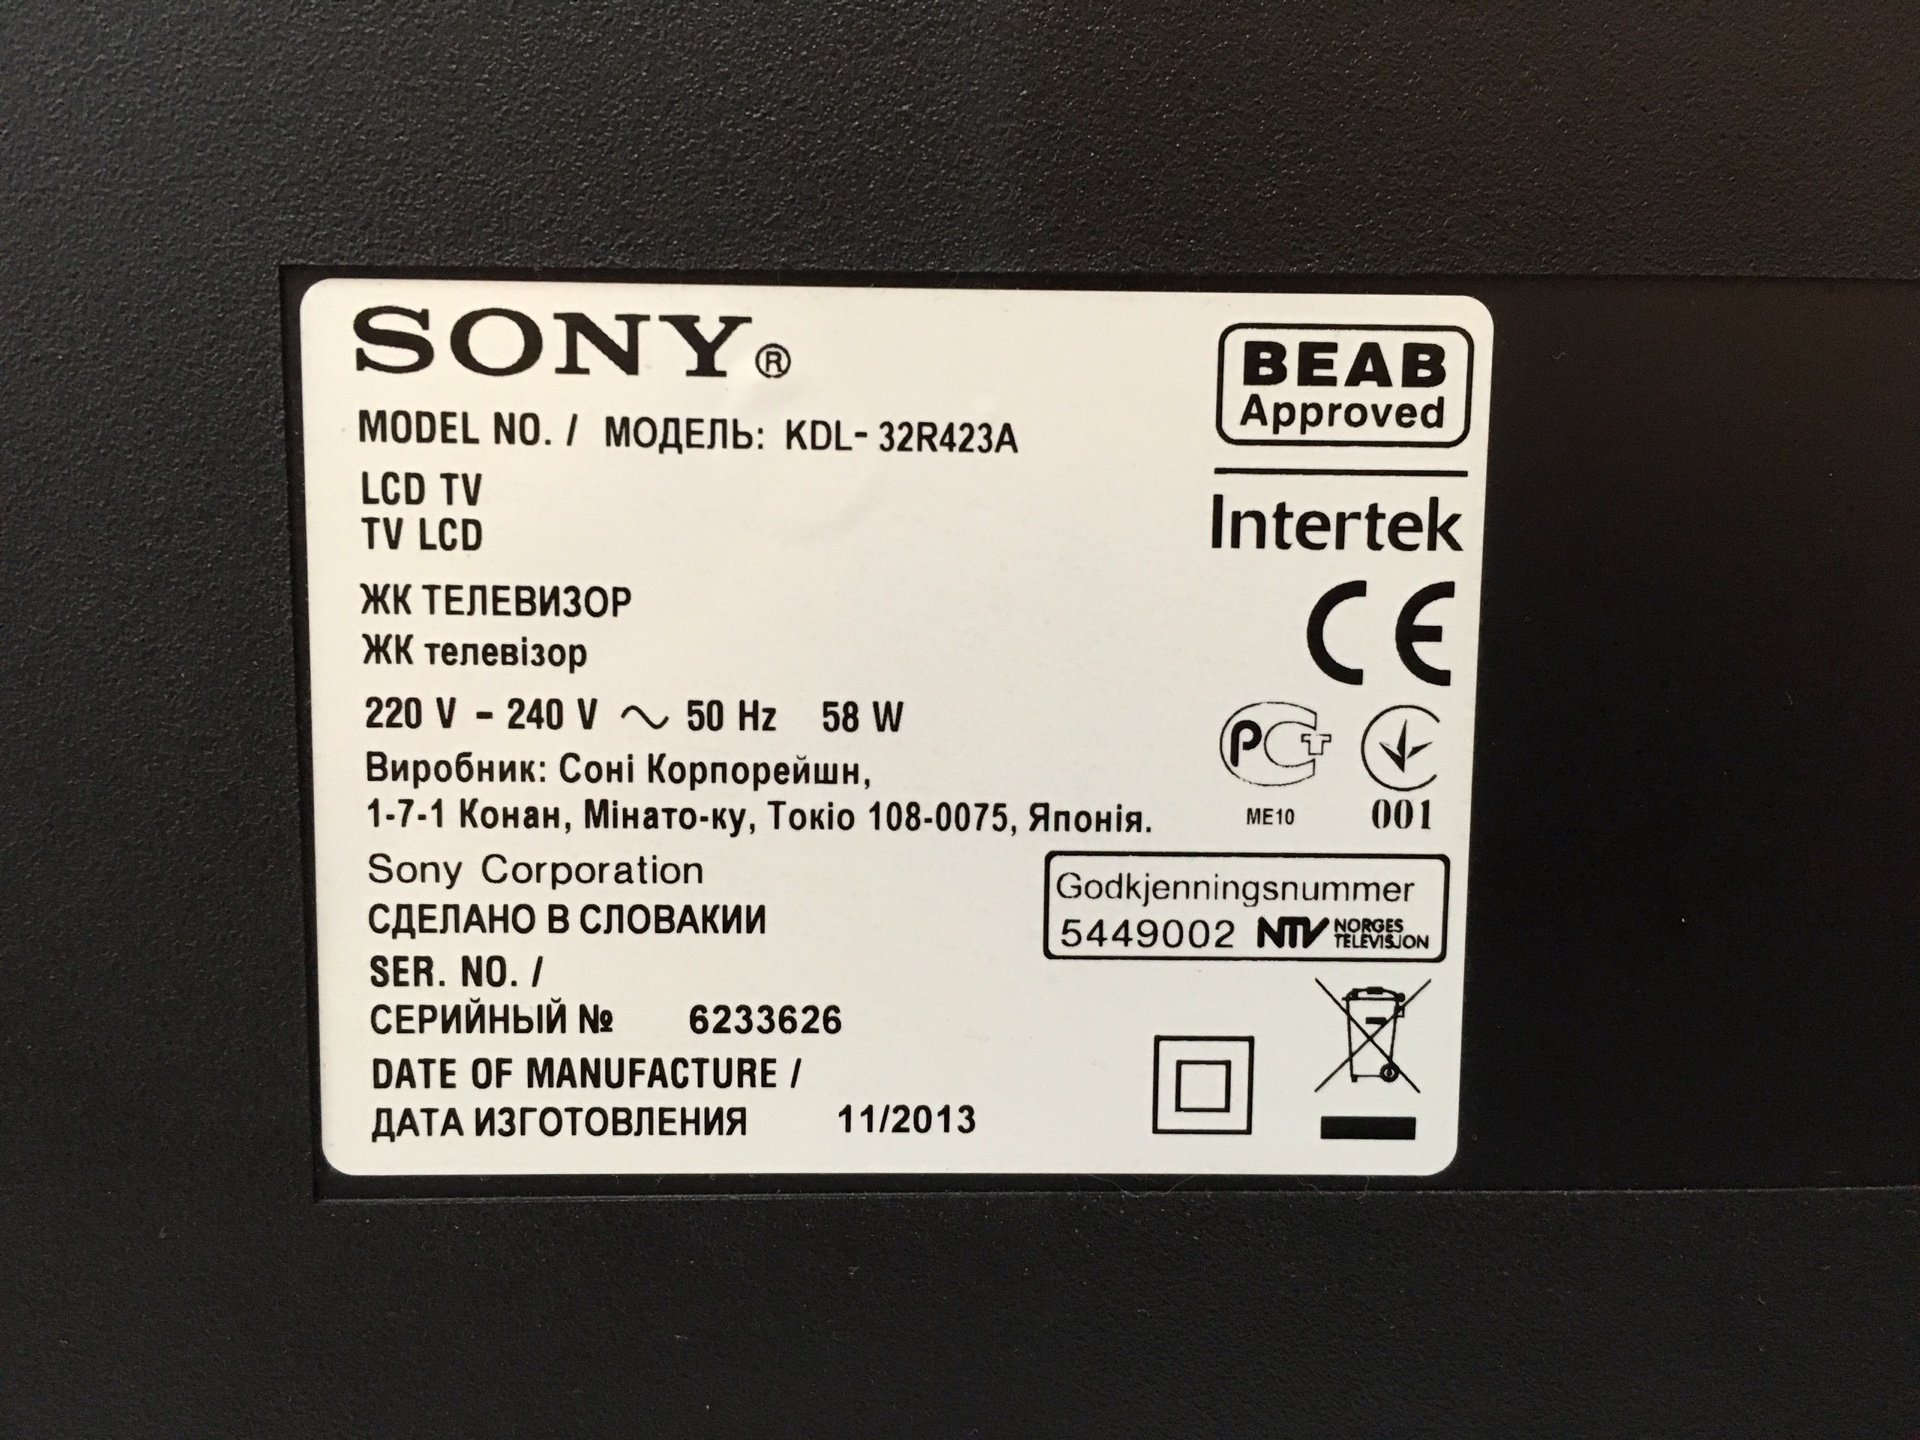 SONY®
MODEL NO. / МОДЕЛЬ: KDL- 32R423A
LCD TV
TV LCD
ЖК ТЕЛЕВИЗОР
ЖК телевізор
220 V - 240 V ~ 50 Hz 58 W
Виробник: Соні Корпорейшн,
1-7-1 Конан, Мінато-ку, Токіо 108-0075, Японія.
Sony Corporation
СДЕЛАНО В СЛОВАКИИ
SER. NO. /
СЕРИЙНЫЙ № 6233626
DATE OF MANUFACTURE /
ДАТА ИЗГОТОВЛЕНИЯ 11/2013
BEAB
Approved
Intertek
CE
РСТ
ME10
001
Godkjenningsnummer
5449002 NTV NORGES
TELEVISJON